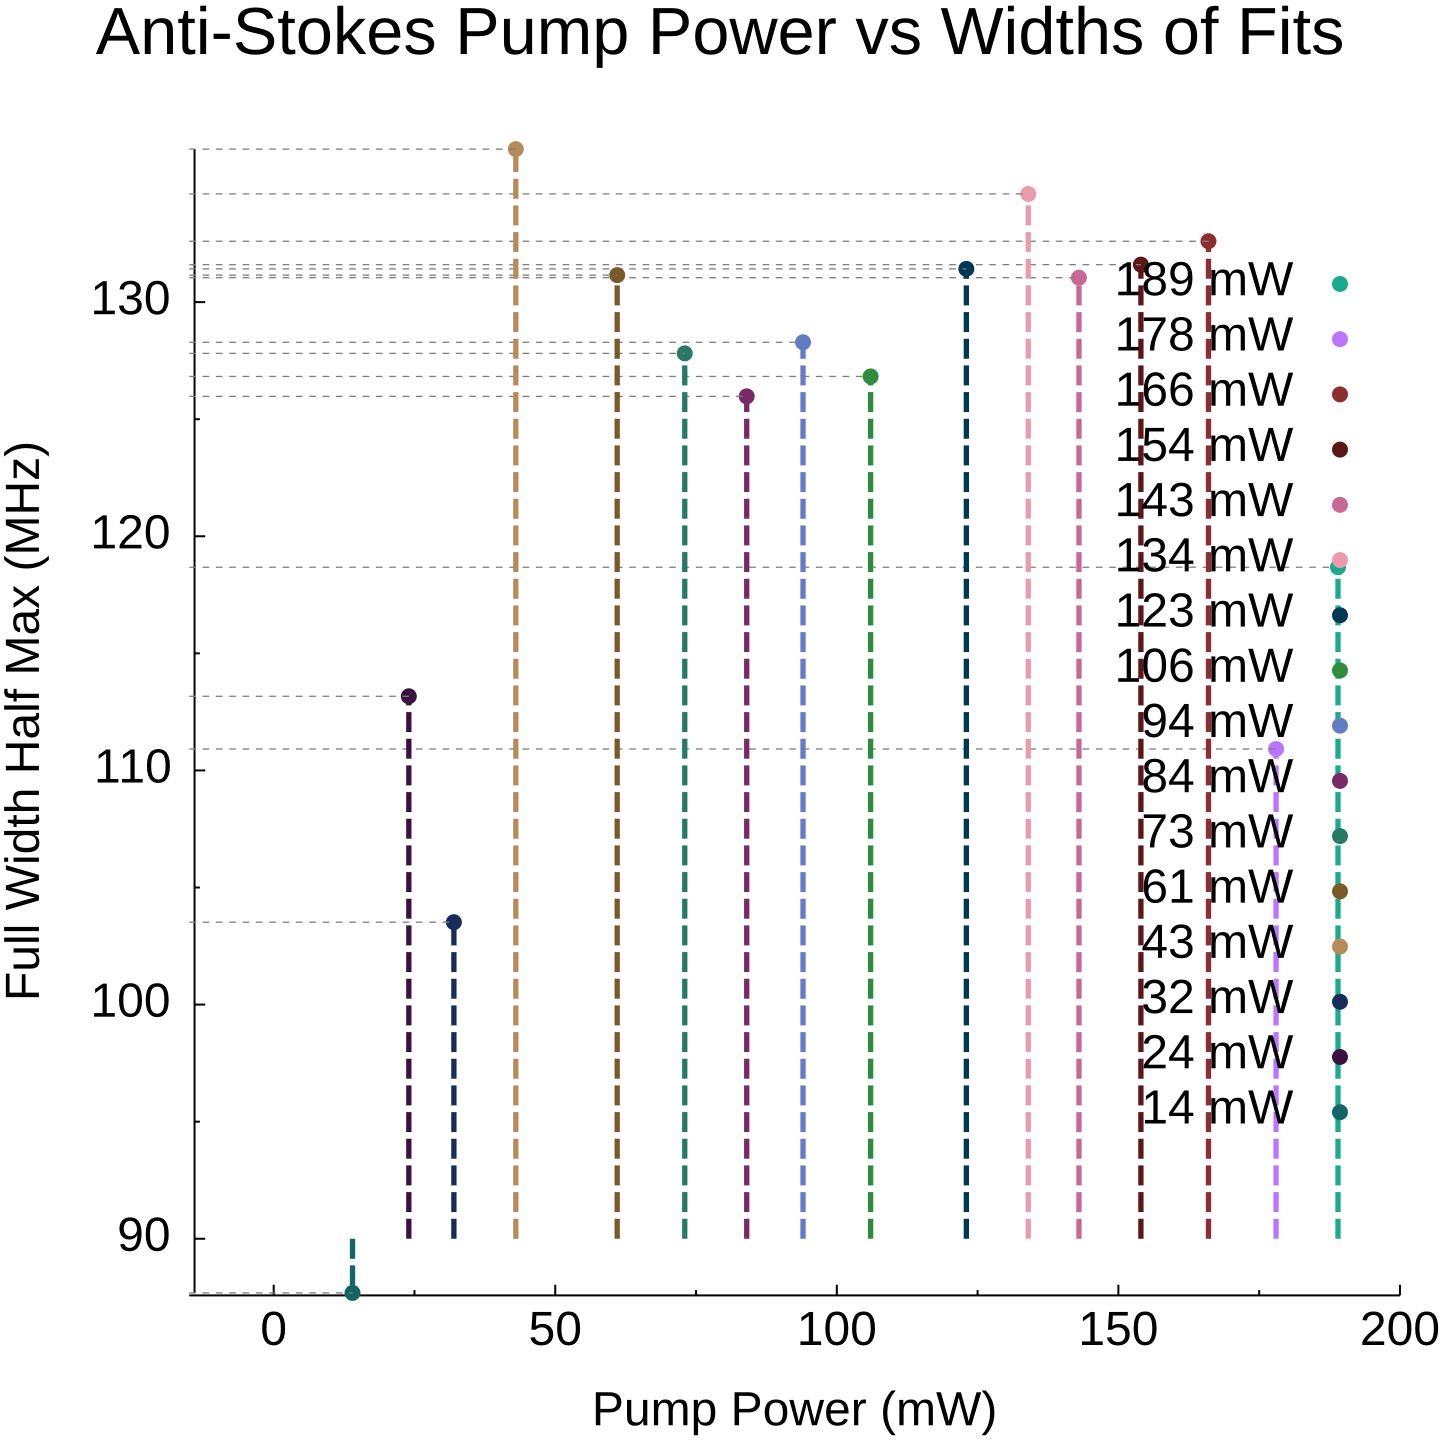 Anti-Stokes Pump Power vs Widths of Fits
Full Width Half Max (MHz)
130
120
110
100
90
189 mW
178 mW
166 mW
154 mW
143 mW
134 mW
123 mW
106 mW
94 mW
84 mW
73 mW
61 mW
43 mW
32 mW
24 mW
14 mW
0 50 100 150 200
Pump Power (mW)